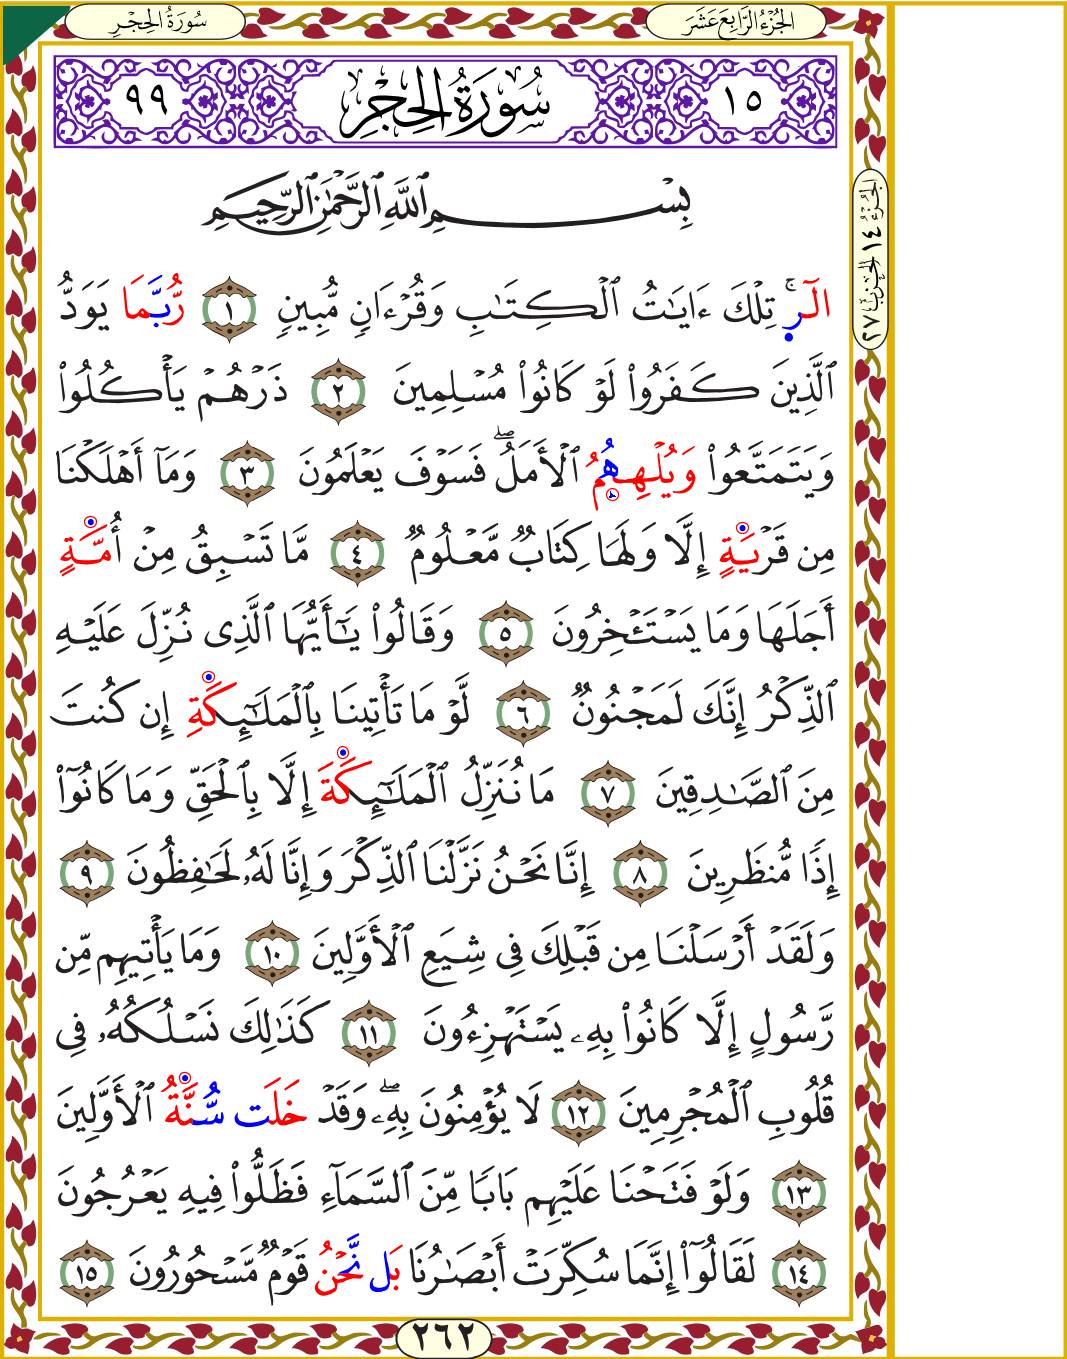 سُورَةُ الحِجْرِ
الجُزْءُ الرَّابِعَ عَشَرَ
١٥
سُورَةُ الحِجْرِ
٩٩
الجُزْءُ ١٤ الحِزْبُ ٢٧
بِسْمِ ٱللَّهِ ٱلرَّحْمَٰنِ ٱلرَّحِيمِ
الٓرۚ تِلْكَ ءَايَٰتُ ٱلْكِتَٰبِ وَقُرْءَانٖ مُّبِينٖ ١ رُّبَّمَا يَوَدُّ
ٱلَّذِينَ كَفَرُواْ لَوْ كَانُواْ مُسْلِمِينَ ٢ ذَرْهُمْ يَأْكُلُواْ
وَيَتَمَتَّعُواْ وَيُلْهِهُمُ ٱلْأَمَلُۖ فَسَوْفَ يَعْلَمُونَ ٣ وَمَآ أَهْلَكْنَا
مِن قَرْيَةٍ إِلَّا وَلَهَا كِتَابٞ مَّعْلُومٞ ٤ مَّا تَسْبِقُ مِنْ أُمَّةٍ
أَجَلَهَا وَمَا يَسْتَـْٔخِرُونَ ٥ وَقَالُواْ يَٰٓأَيُّهَا ٱلَّذِى نُزِّلَ عَلَيْهِ
ٱلذِّكْرُ إِنَّكَ لَمَجْنُونٞ ٦ لَّوْ مَا تَأْتِينَا بِٱلْمَلَٰٓئِكَةِ إِن كُنتَ
مِنَ ٱلصَّٰدِقِينَ ٧ مَا نُنَزِّلُ ٱلْمَلَٰٓئِكَةَ إِلَّا بِٱلْحَقِّ وَمَا كَانُوٓاْ
إِذٗا مُّنظَرِينَ ٨ إِنَّا نَحْنُ نَزَّلْنَا ٱلذِّكْرَ وَإِنَّا لَهُۥ لَحَٰفِظُونَ ٩
وَلَقَدْ أَرْسَلْنَا مِن قَبْلِكَ فِى شِيَعِ ٱلْأَوَّلِينَ ١٠ وَمَا يَأْتِيهِم مِّن
رَّسُولٍ إِلَّا كَانُواْ بِهِۦ يَسْتَهْزِءُونَ ١١ كَذَٰلِكَ نَسْلُكُهُۥ فِى
قُلُوبِ ٱلْمُجْرِمِينَ ١٢ لَا يُؤْمِنُونَ بِهِۦۖ وَقَدْ خَلَت سُّنَّةُ ٱلْأَوَّلِينَ
١٣ وَلَوْ فَتَحْنَا عَلَيْهِم بَابٗا مِّنَ ٱلسَّمَآءِ فَظَلُّواْ فِيهِ يَعْرُجُونَ
١٤ لَقَالُوٓاْ إِنَّمَا سُكِّرَتْ أَبْصَٰرُنَا بَل نَّحْنُ قَوْمٞ مَّسْحُورُونَ ١٥
٢٦٢